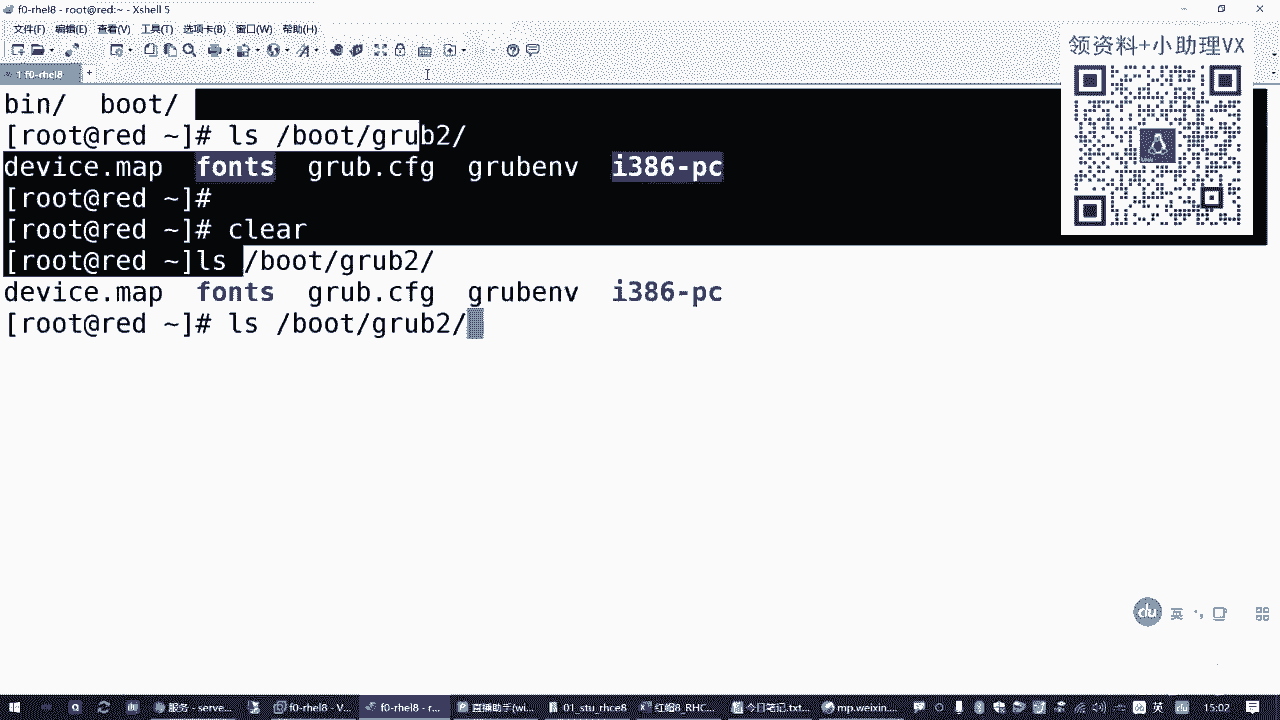 f0-rhel8 - root@red:~ - Xshell 5
文件(F) 编辑(E) 查看(V) 工具(T) 选项卡(B) 窗口(W) 帮助(H)
领资料+小助理VX
1 f0-rhel8 +
bin/ boot/
[root@red ~]# ls /boot/grub2/
device.map fonts grub.cfg grubenv i386-pc
[root@red ~]#
[root@red ~]# clear
[root@red ~]ls /boot/grub2/
device.map fonts grub.cfg grubenv i386-pc
[root@red ~]# ls /boot/grub2/
du 英
服务 - serve... f0-rhel8 - V... f0-rhel8 - r... 直播助手(wi... 01_stu_rhce8 红帽8_RHC... 今日笔记.txt... mp.weixin.... 英 du 15:02